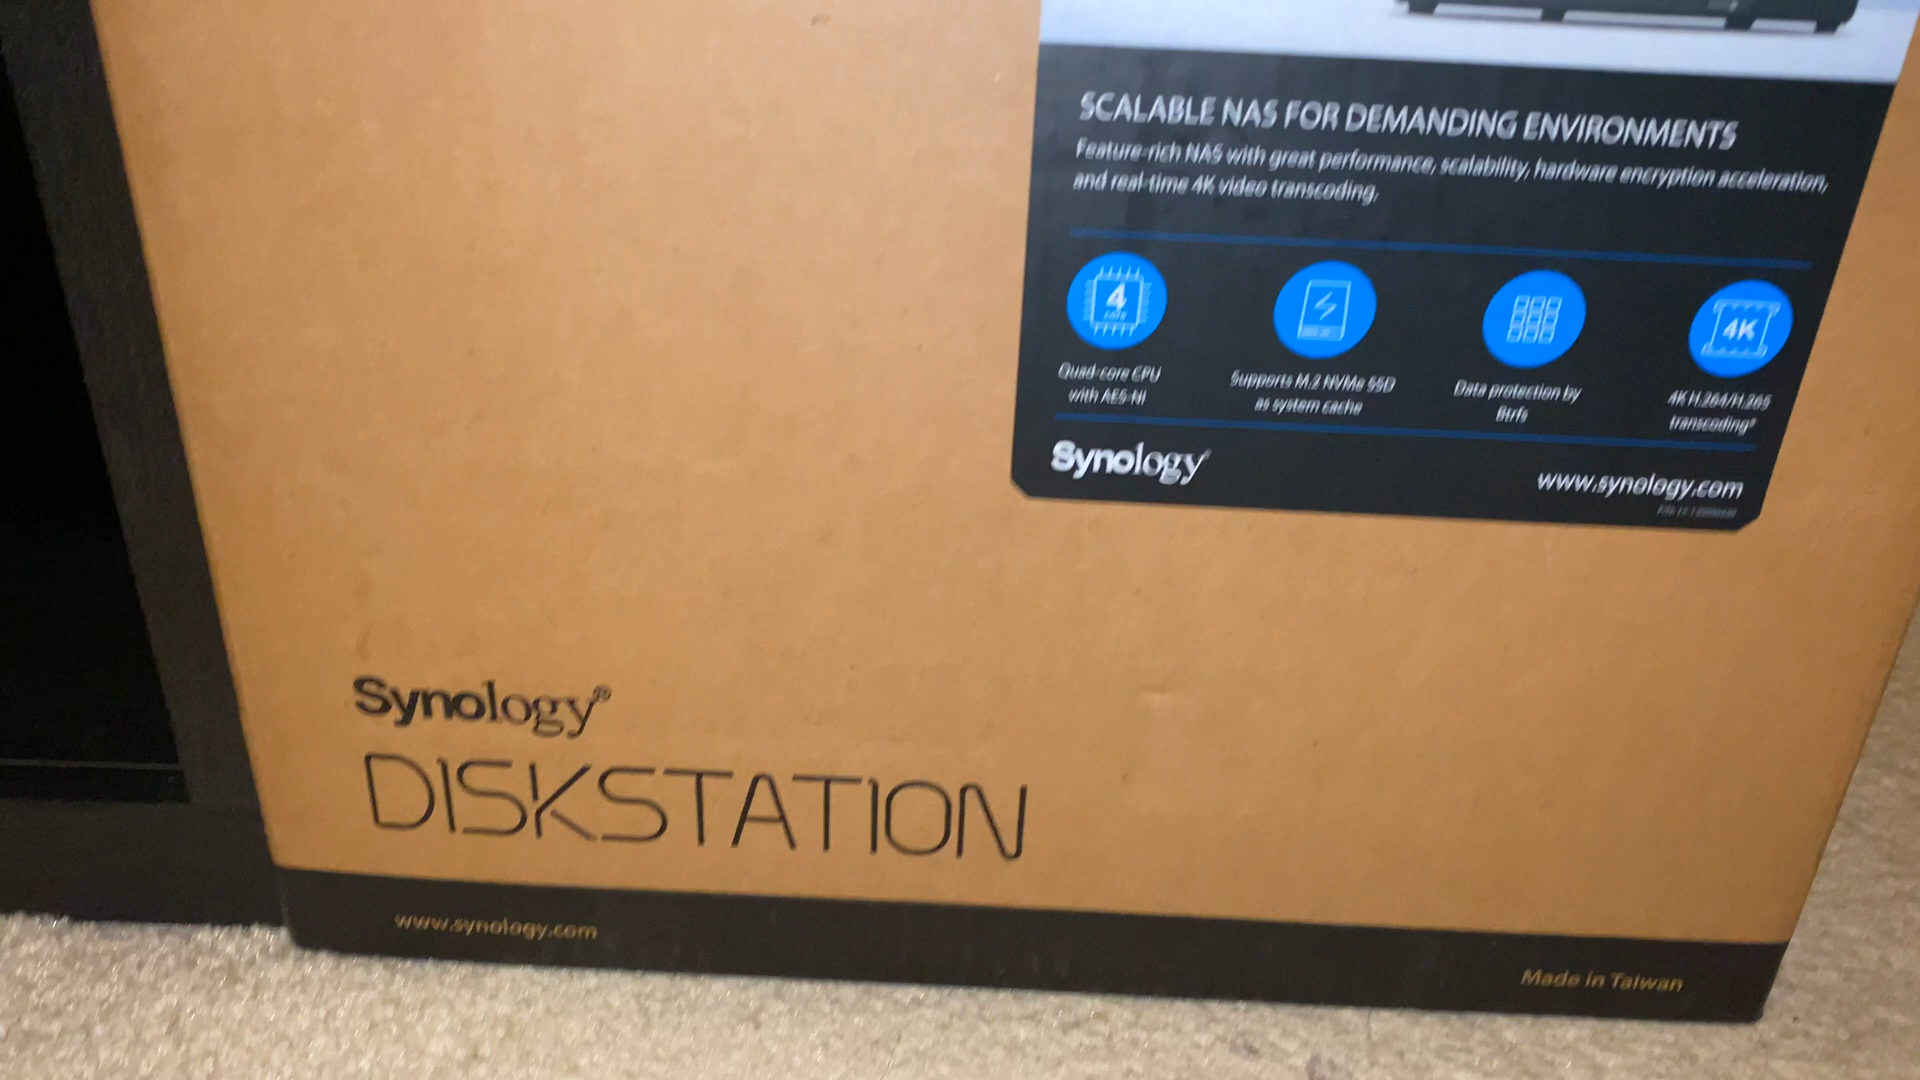 SCALABLE NAS FOR DEMANDING ENVIRONMENTS
Feature-rich NAS with great performance, scalability, hardware encryption acceleration,
and real-time 4K video transcoding.
4
4K
Quad-core CPU
with AES-NI
Supports M.2 NVMe SSD
as system cache
Data protection by
Btrfs
4K H.264/H.265
transcoding*
Synology®
www.synology.com
Synology®
DISKSTATION
www.synology.com
Made in Taiwan